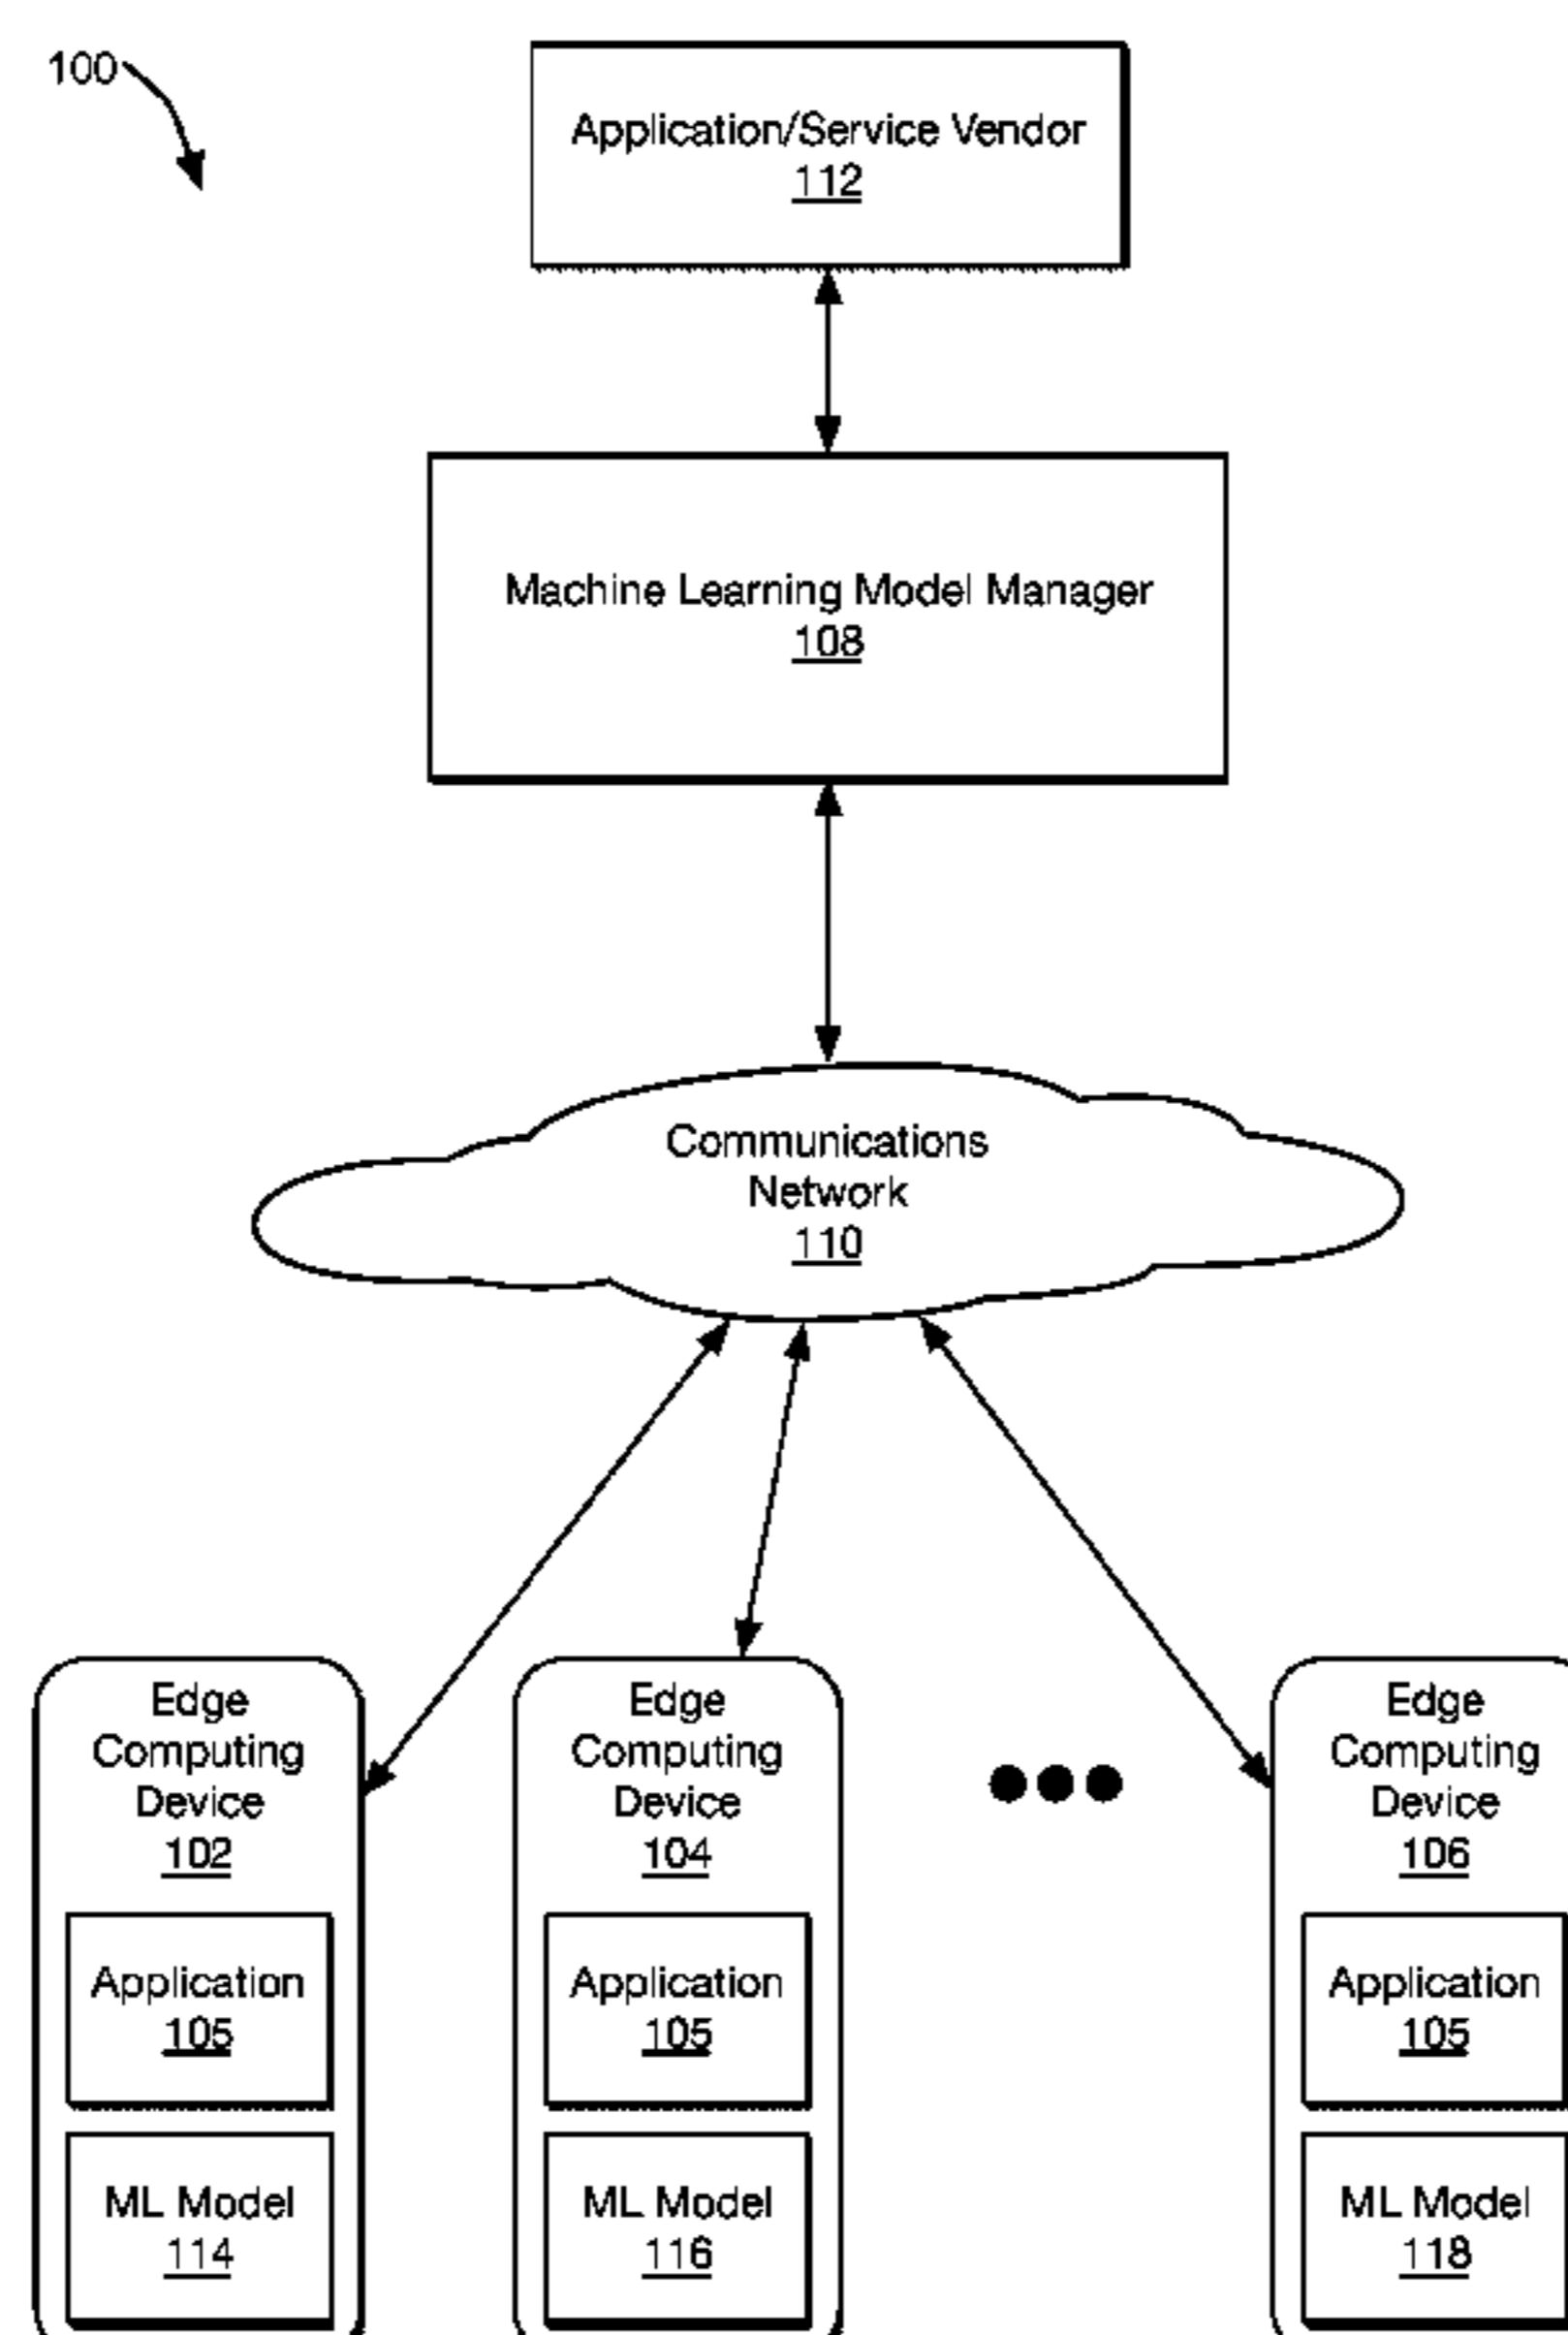 100
Application/Service Vendor
112
Machine Learning Model Manager
108
Communications
Network
110
Edge
Computing
Device
102
Application
105
ML Model
114
Edge
Computing
Device
104
Application
105
ML Model
116
Edge
Computing
Device
106
Application
105
ML Model
118